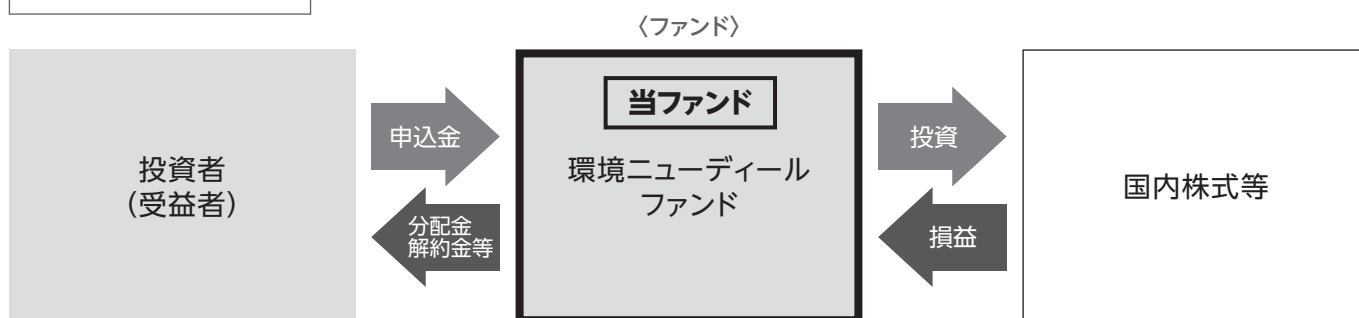 〈ファンド〉
投資者
（受益者）
申込金
分配金
解約金等
当ファンド
環境ニューディール
ファンド
投資
損益
国内株式等